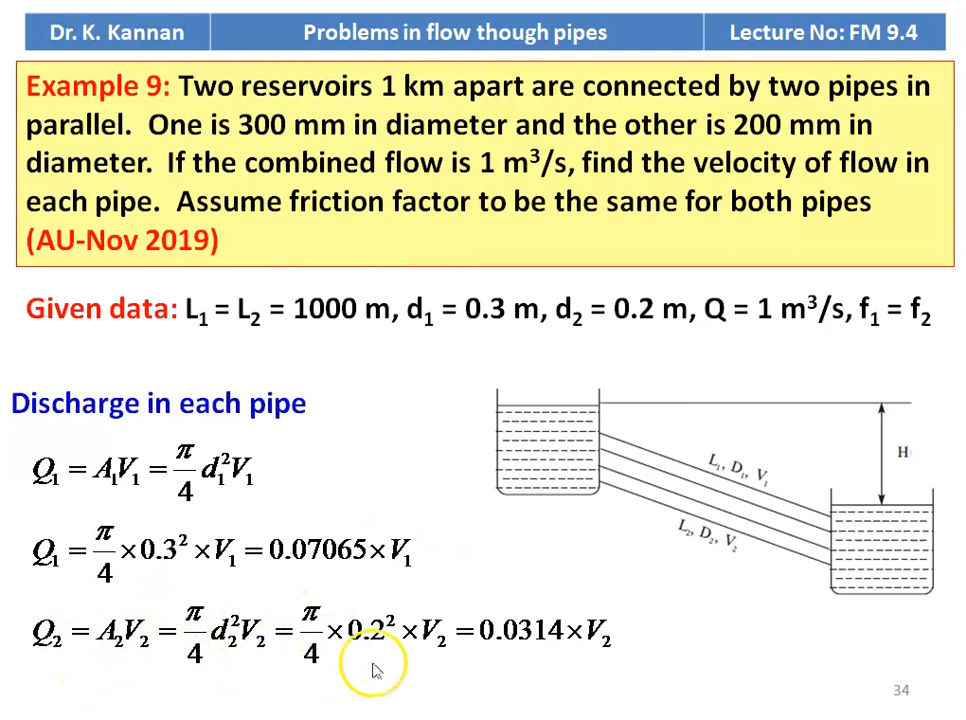 Dr. K. Kannan
Problems in flow though pipes
Lecture No: FM 9.4
Example 9: Two reservoirs 1 km apart are connected by two pipes in
parallel. One is 300 mm in diameter and the other is 200 mm in
diameter. If the combined flow is 1 m³/s, find the velocity of flow in
each pipe. Assume friction factor to be the same for both pipes
(AU-Nov 2019)
Given data: L₁ = L₂ = 1000 m, d₁ = 0.3 m, d₂ = 0.2 m, Q = 1 m³/s, f₁ = f₂
Discharge in each pipe
Q₁ = A₁V₁ = π/4 d₁²V₁
Q₁ = π/4 × 0.3² × V₁ = 0.07065 × V₁
Q₂ = A₂V₂ = π/4 d₂²V₂ = π/4 × 0.2² × V₂ = 0.0314 × V₂
L₁, D₁, V₁
L₂, D₂, V₂
H
34